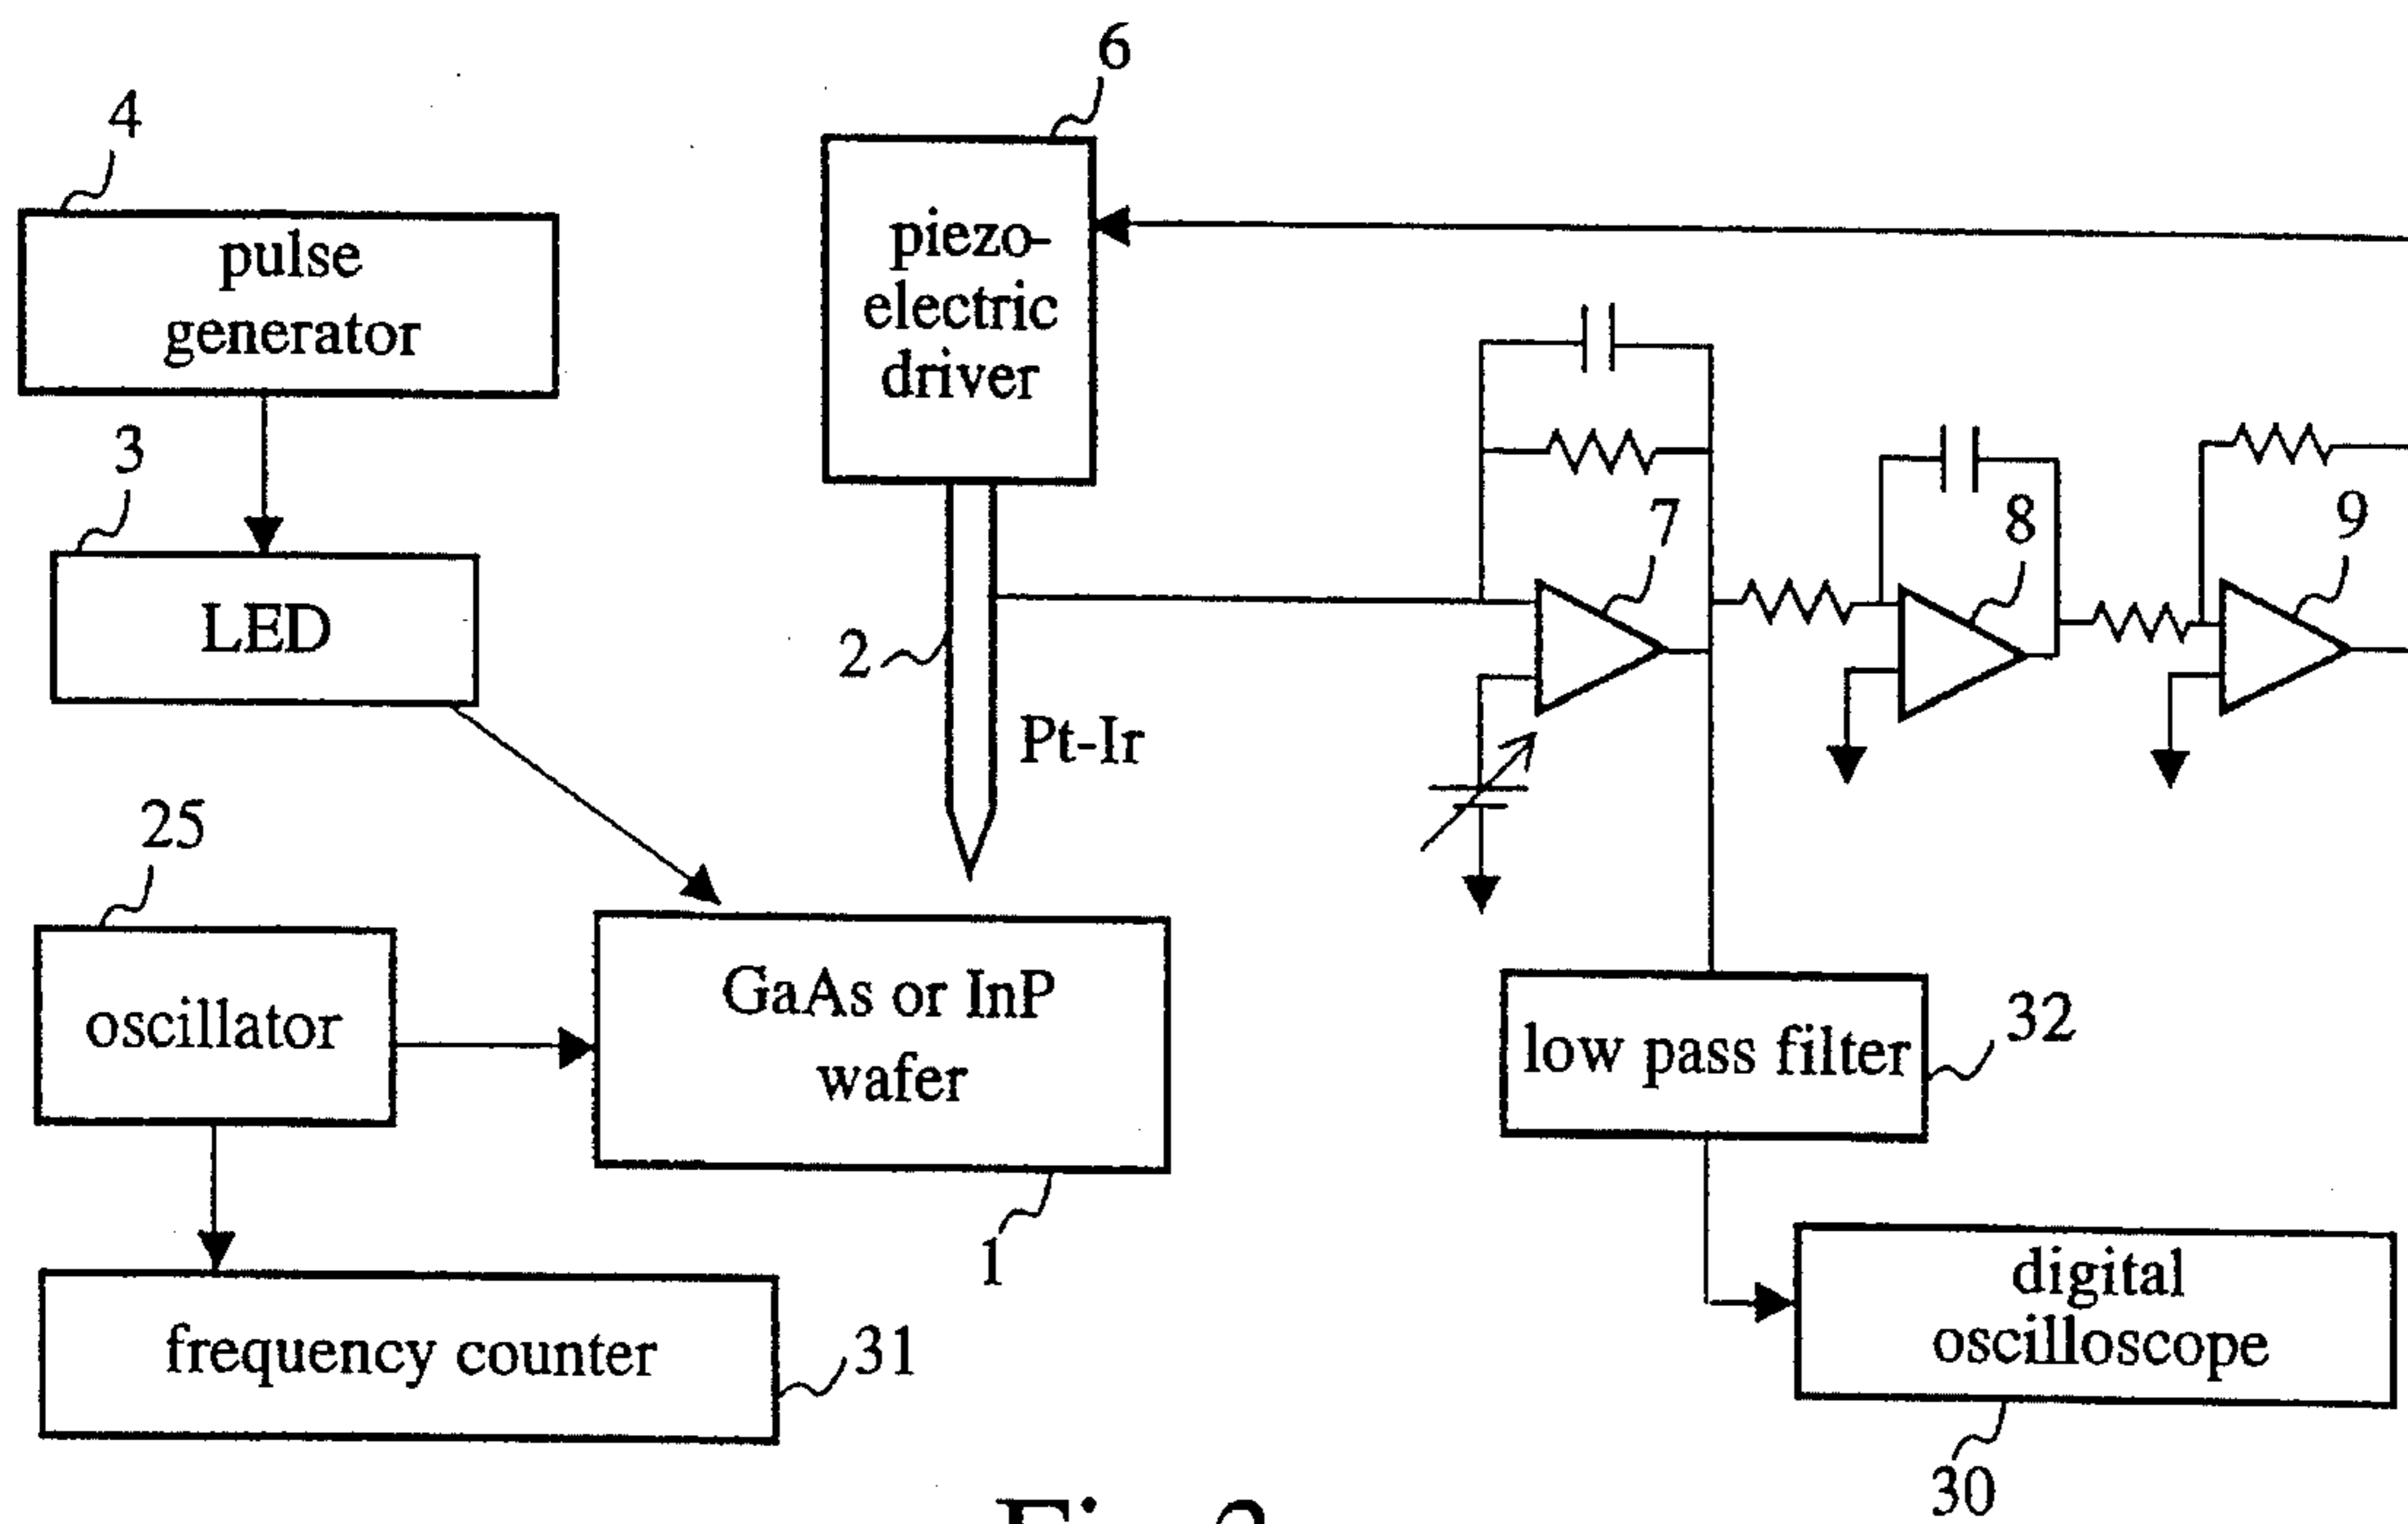 6
4
pulse
generator
piezo-
electric
driver
3
LED
7
8
9
2
Pt-Ir
25
oscillator
GaAs or InP
wafer
low pass filter
32
1
frequency counter
31
digital
oscilloscope
30